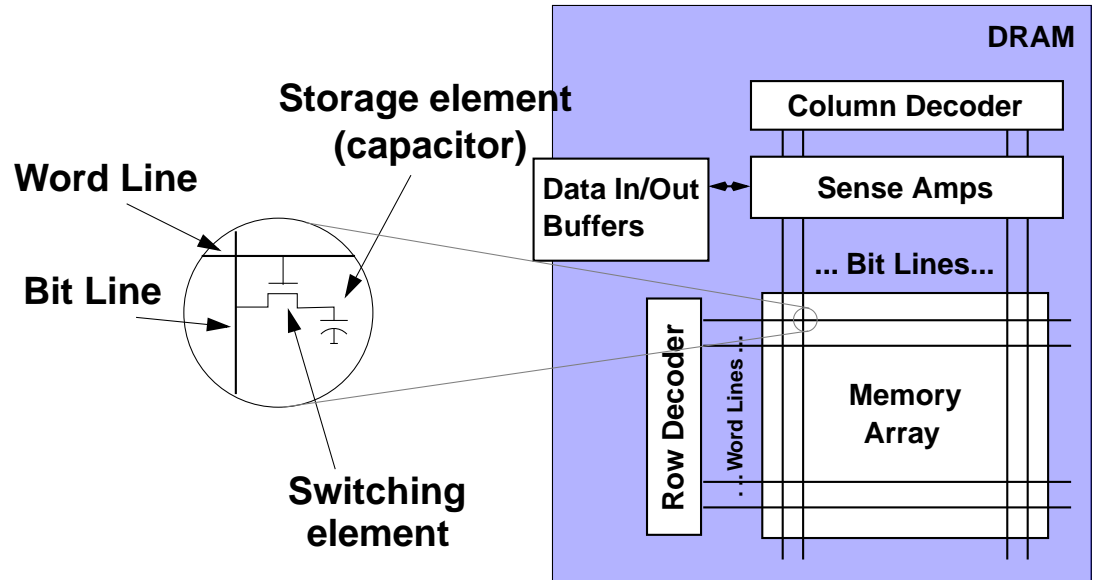 DRAM
Column Decoder
Storage element
(capacitor)
Word Line
Data In/Out
Buffers
Sense Amps
Bit Line
... Bit Lines...
Row Decoder
. . .Word Lines ...
Memory
Array
Switching
element